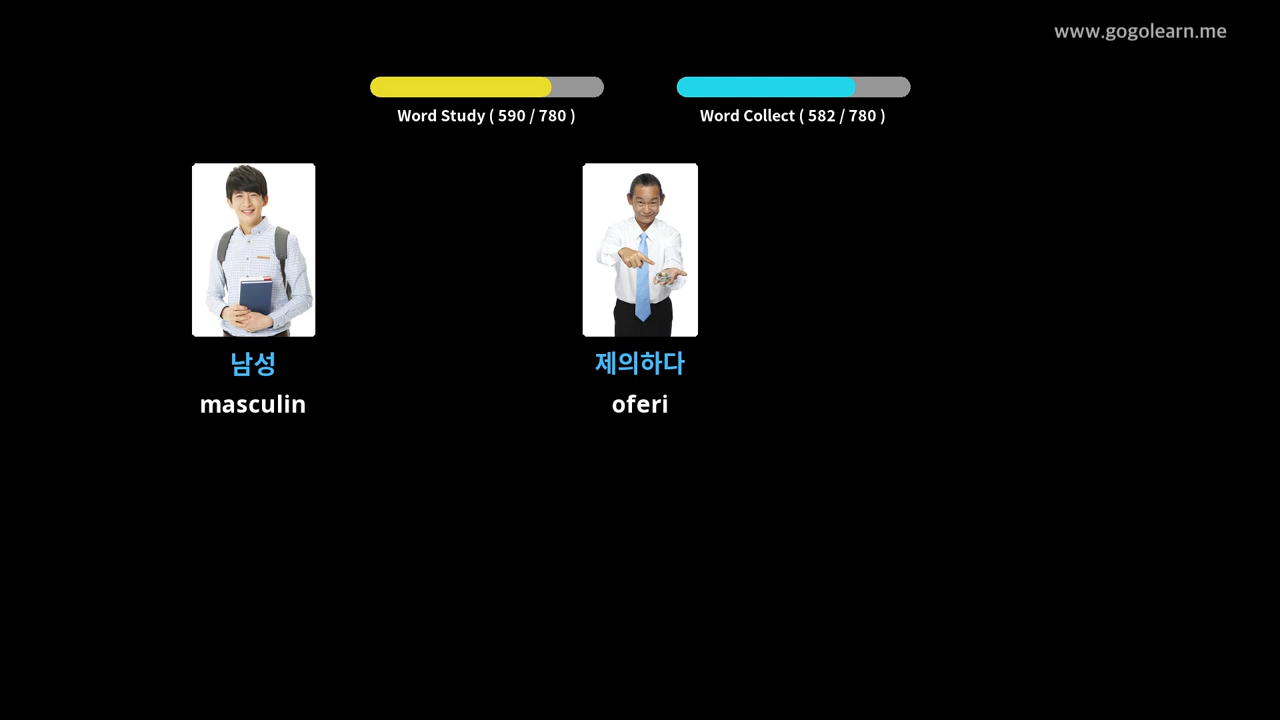 www.gogolearn.me
Word Study ( 590 / 780 )
Word Collect ( 582 / 780 )
남성
masculin
제의하다
oferi